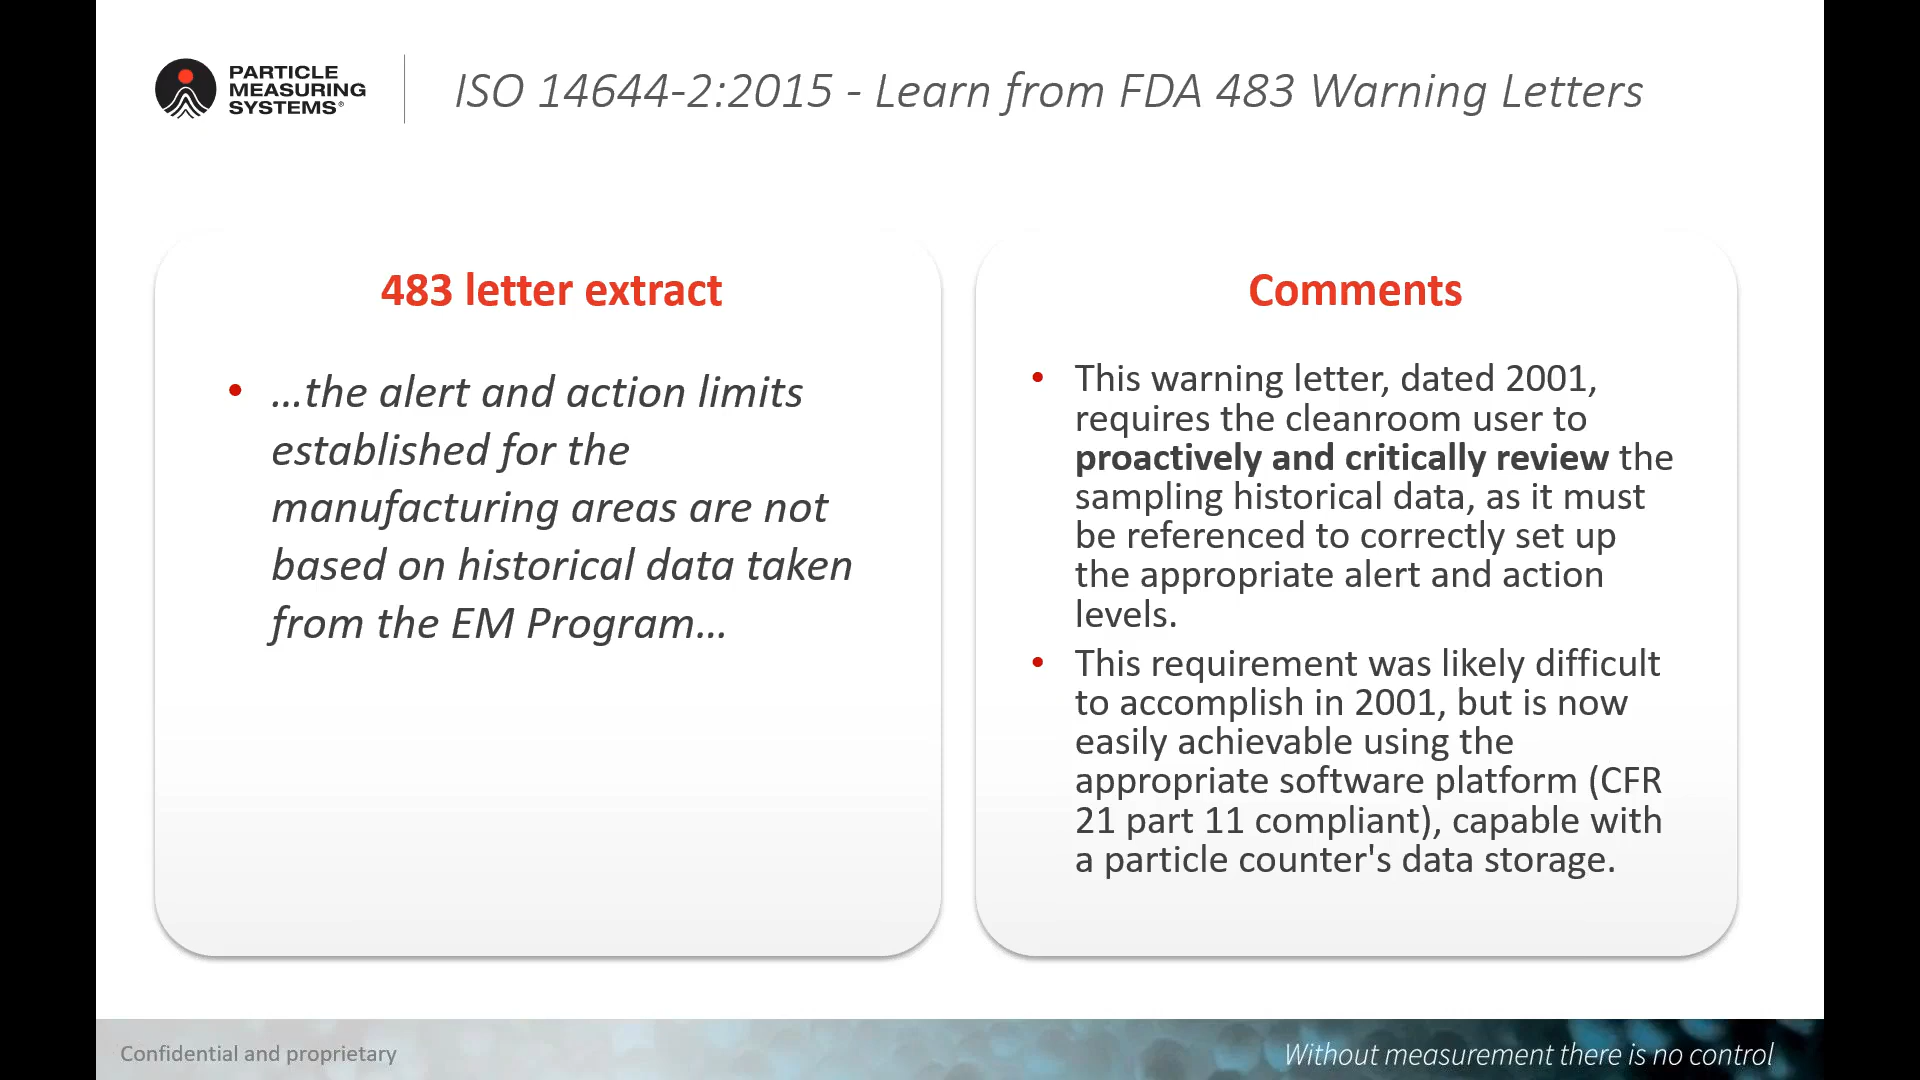 PARTICLE
MEASURING
SYSTEMS®
ISO 14644-2:2015 - Learn from FDA 483 Warning Letters
483 letter extract
• …the alert and action limits
established for the
manufacturing areas are not
based on historical data taken
from the EM Program…
Comments
• This warning letter, dated 2001,
requires the cleanroom user to
proactively and critically review the
sampling historical data, as it must
be referenced to correctly set up
the appropriate alert and action
levels.
• This requirement was likely difficult
to accomplish in 2001, but is now
easily achievable using the
appropriate software platform (CFR
21 part 11 compliant), capable with
a particle counter's data storage.
Confidential and proprietary
Without measurement there is no control